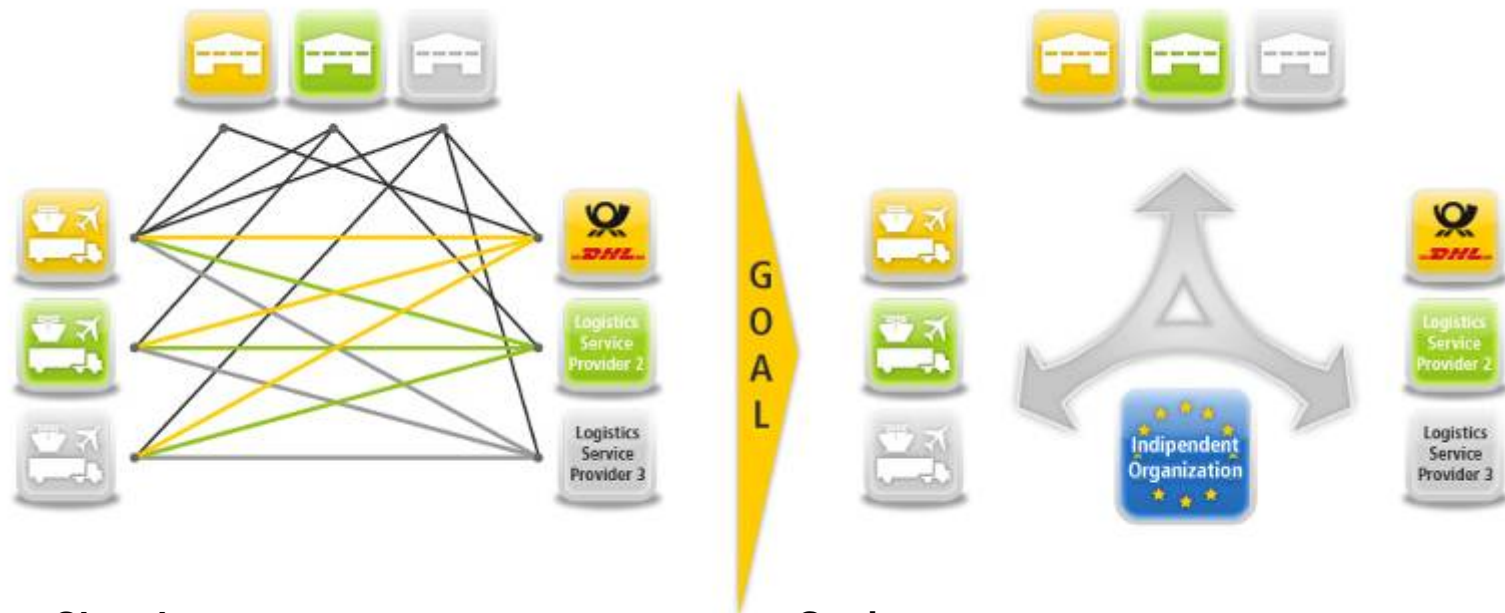 DHL
Logistics
Service
Provider 2
Logistics
Service
Provider 3
G
O
A
L
DHL
Logistics
Service
Provider 2
Logistics
Service
Provider 3
Indipendent
Organization